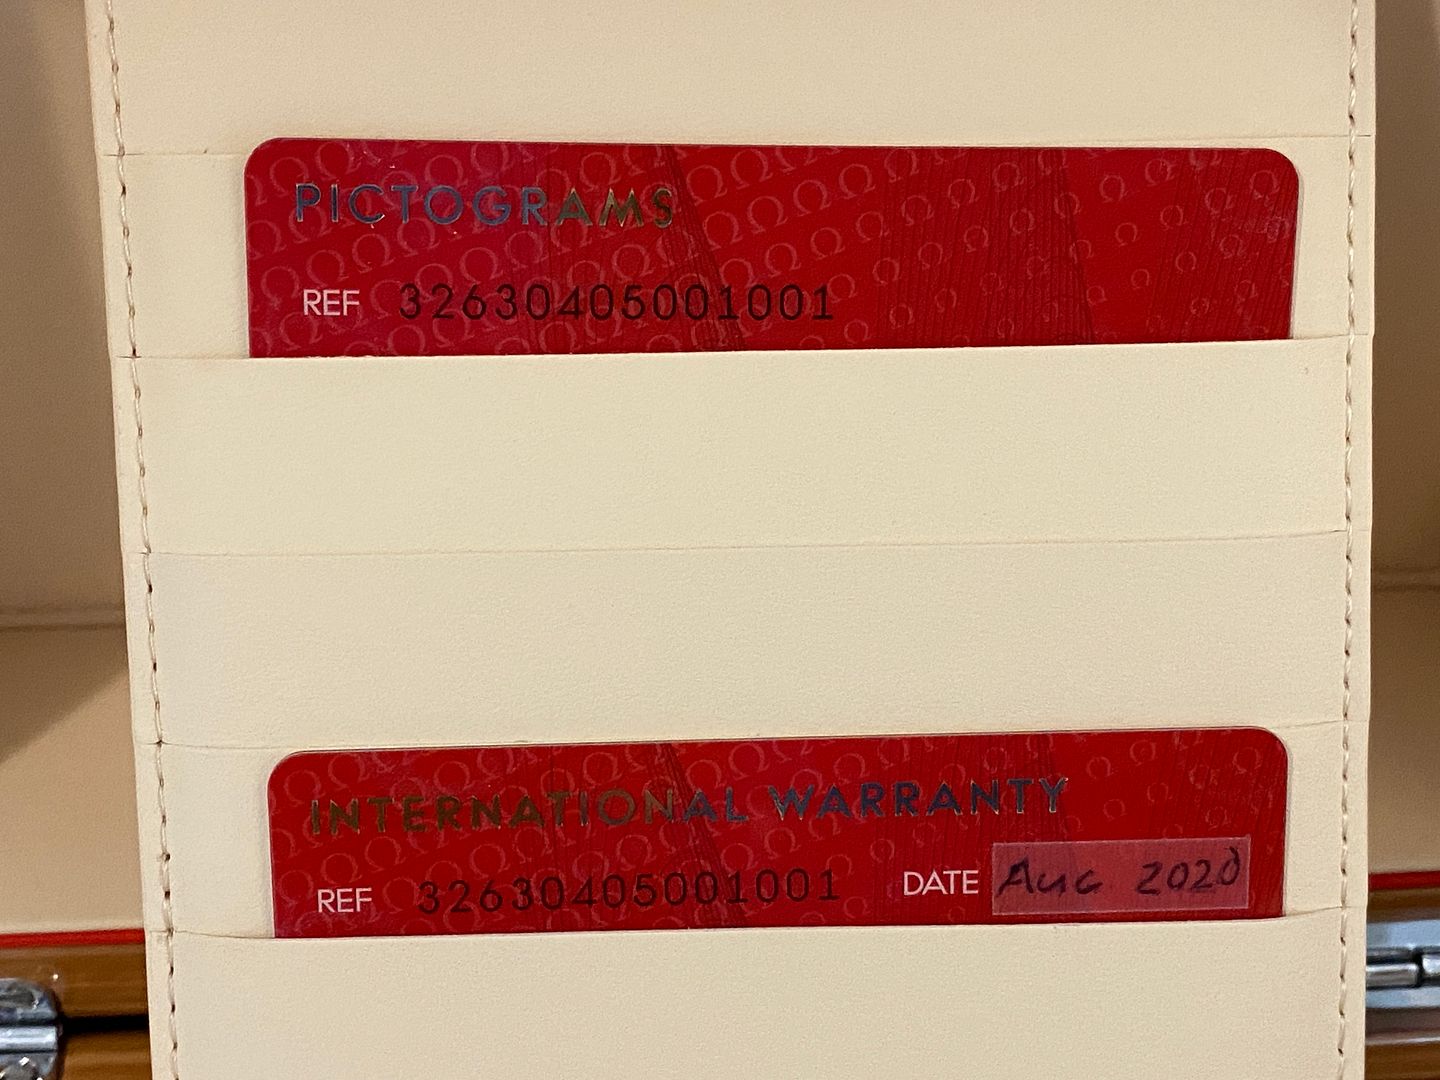 PICTOGRAMS
REF 32630405001001
INTERNATIONAL WARRANTY
REF 32630405001001 DATE Aug 2020